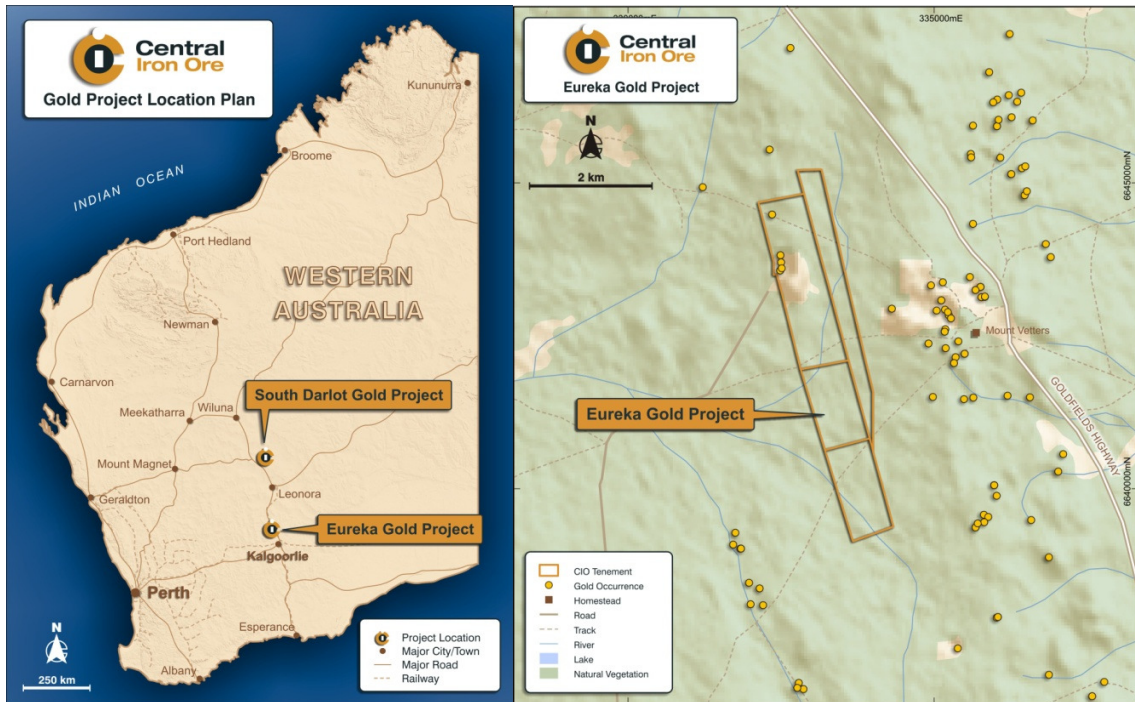 Central
Iron Ore
Gold Project Location Plan
Kununurra
Broome
INDIAN OCEAN
Port Hedland
WESTERN
AUSTRALIA
Newman
Carnarvon
South Darlot Gold Project
Meekatharra
Wiluna
Mount Magnet
Leonora
Geraldton
Eureka Gold Project
Kalgoorlie
Perth
Esperance
Albany
N
250 km
Project Location
Major City/Town
Major Road
Railway
335000mE
Central
Iron Ore
Eureka Gold Project
N
2 km
6645000mN
Mount Vetters
Eureka Gold Project
GOLDFIELDS HIGHWAY
6640000mN
CIO Tenement
Gold Occurrence
Homestead
Road
Track
River
Lake
Natural Vegetation